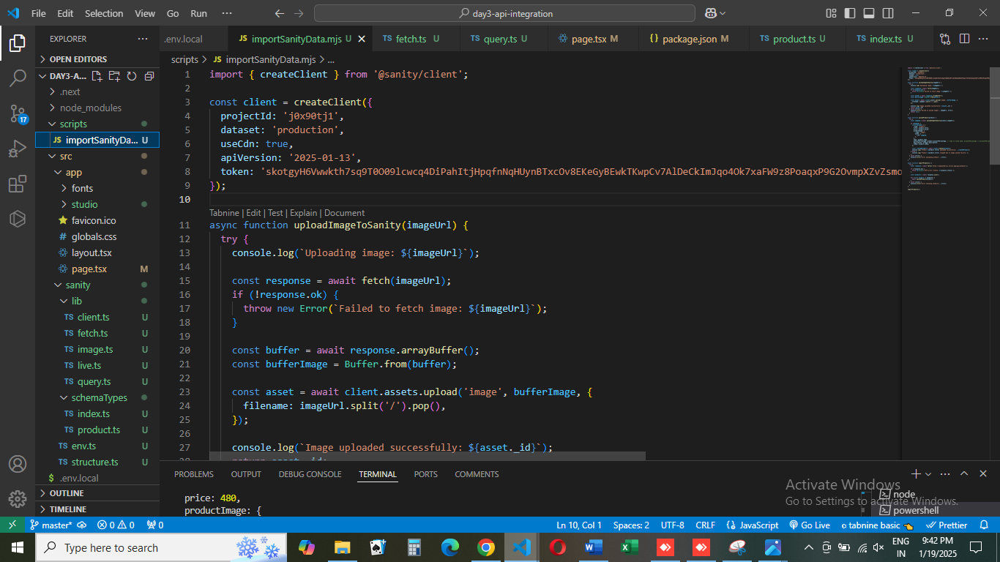 File Edit Selection View Go Run ··· day3-api-integration
EXPLORER ···
OPEN EDITORS
DAY3-A...
.next
node_modules
scripts
JS importSanityDa... U
src
app
fonts
studio
favicon.ico
# globals.css
layout.tsx
page.tsx M
sanity
lib
TS client.ts U
TS fetch.ts U
TS image.ts U
TS live.ts U
TS query.ts U
schemaTypes
TS index.ts U
TS product.ts U
TS env.ts U
TS structure.ts U
$ .env.local
OUTLINE
TIMELINE
17
.env.local JS importSanityData.mjs U TS fetch.ts U TS query.ts U page.tsx M {} package.json M TS product.ts U TS index.ts U ···
scripts > JS importSanityData.mjs > ...
1 import { createClient } from '@sanity/client';
2
3 const client = createClient({
4 projectId: 'j0x90tj1',
5 dataset: 'production',
6 useCdn: true,
7 apiVersion: '2025-01-13',
8 token:
9 });
10
Tabnine | Edit | Test | Explain | Document
11 async function uploadImageToSanity(imageUrl) {
12 try {
13 console.log(`Uploading image: ${imageUrl}`);
14
15 const response = await fetch(imageUrl);
16 if (!response.ok) {
17 throw new Error(`Failed to fetch image: ${imageUrl}`);
18 }
19
20 const buffer = await response.arrayBuffer();
21 const bufferImage = Buffer.from(buffer);
22
23 const asset = await client.assets.upload('image', bufferImage, {
24 filename: imageUrl.split('/').pop(),
25 });
26
27 console.log(`Image uploaded successfully: ${asset._id}`);
PROBLEMS OUTPUT DEBUG CONSOLE TERMINAL PORTS COMMENTS
price: 480,
productImage: {
node
powershell
Activate Windows
Go to Settings to activate Windows.
master* 0 0 0 Ln 10, Col 1 Spaces: 2 UTF-8 CRLF {} JavaScript Go Live tabnine basic Prettier
Type here to search
ENG
IN
9:42 PM
1/19/2025